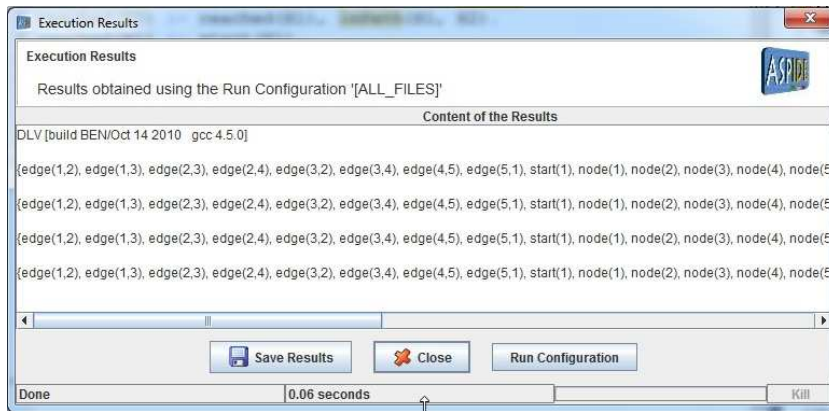 reached(
Execution Results
Execution Results
Results obtained using the Run Configuration '[ALL_FILES]'
ASPIDE
Content of the Results
DLV [build BEN/Oct 14 2010 gcc 4.5.0]
{edge(1,2), edge(1,3), edge(2,3), edge(2,4), edge(3,2), edge(3,4), edge(4,5), edge(5,1), start(1), node(1), node(2), node(3), node(4), node(5
{edge(1,2), edge(1,3), edge(2,3), edge(2,4), edge(3,2), edge(3,4), edge(4,5), edge(5,1), start(1), node(1), node(2), node(3), node(4), node(5
{edge(1,2), edge(1,3), edge(2,3), edge(2,4), edge(3,2), edge(3,4), edge(4,5), edge(5,1), start(1), node(1), node(2), node(3), node(4), node(5
{edge(1,2), edge(1,3), edge(2,3), edge(2,4), edge(3,2), edge(3,4), edge(4,5), edge(5,1), start(1), node(1), node(2), node(3), node(4), node(5
Save Results Close Run Configuration
Done 0.06 seconds Kill